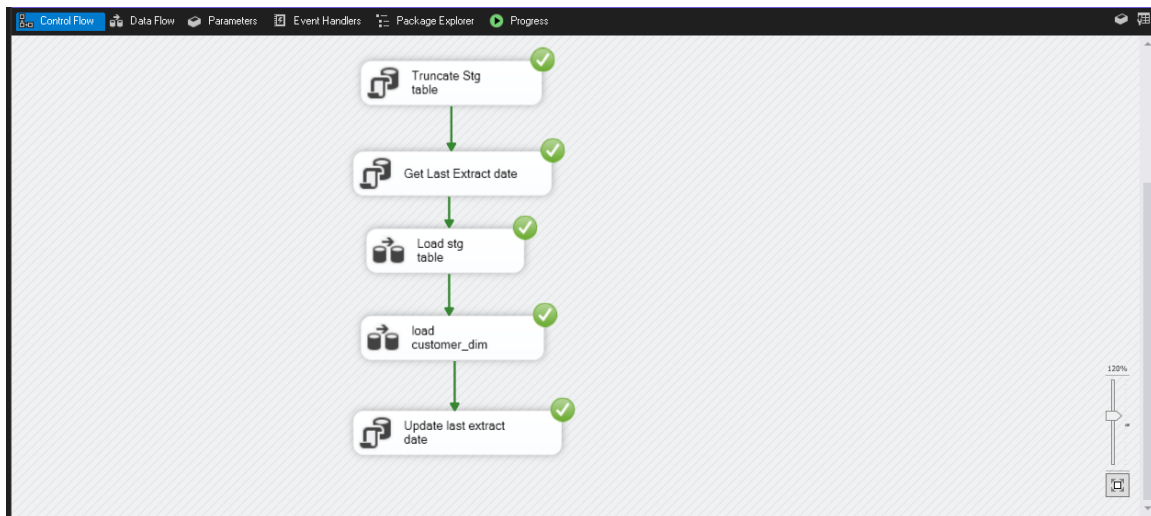 Control Flow Data Flow Parameters Event Handlers Package Explorer Progress
Truncate Stg
table
Get Last Extract date
Load stg
table
load
customer_dim
Update last extract
date
120%